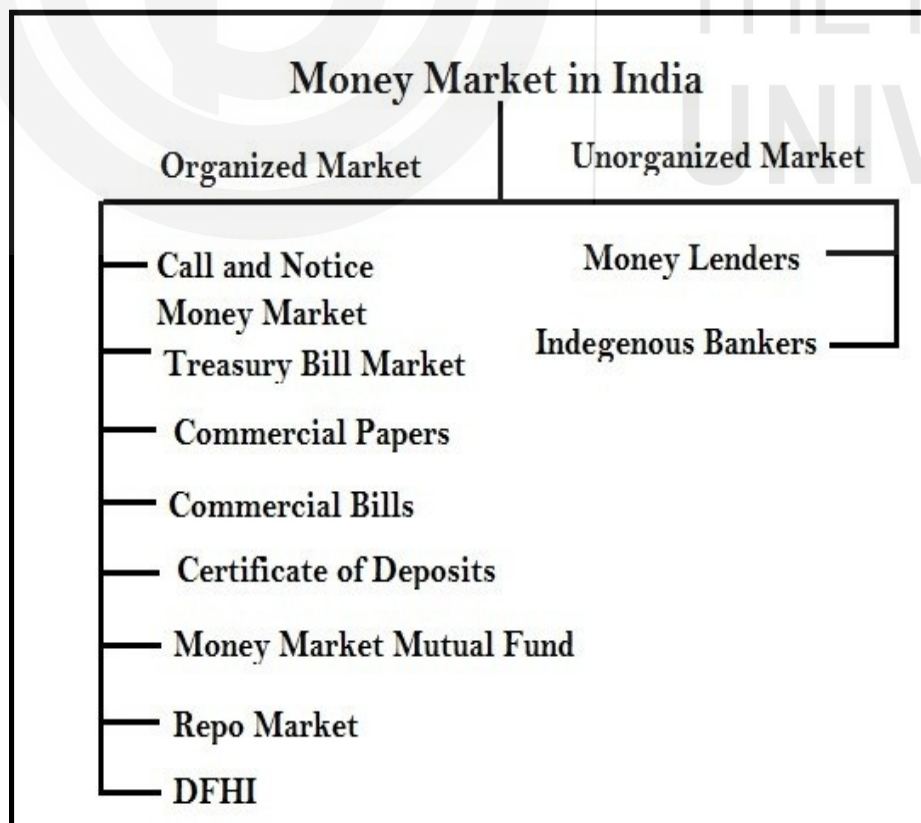 Money Market in India
Organized Market
Unorganized Market
Call and Notice
Money Market
Treasury Bill Market
Commercial Papers
Commercial Bills
Certificate of Deposits
Money Market Mutual Fund
Repo Market
DFHI
Money Lenders
Indegenous Bankers